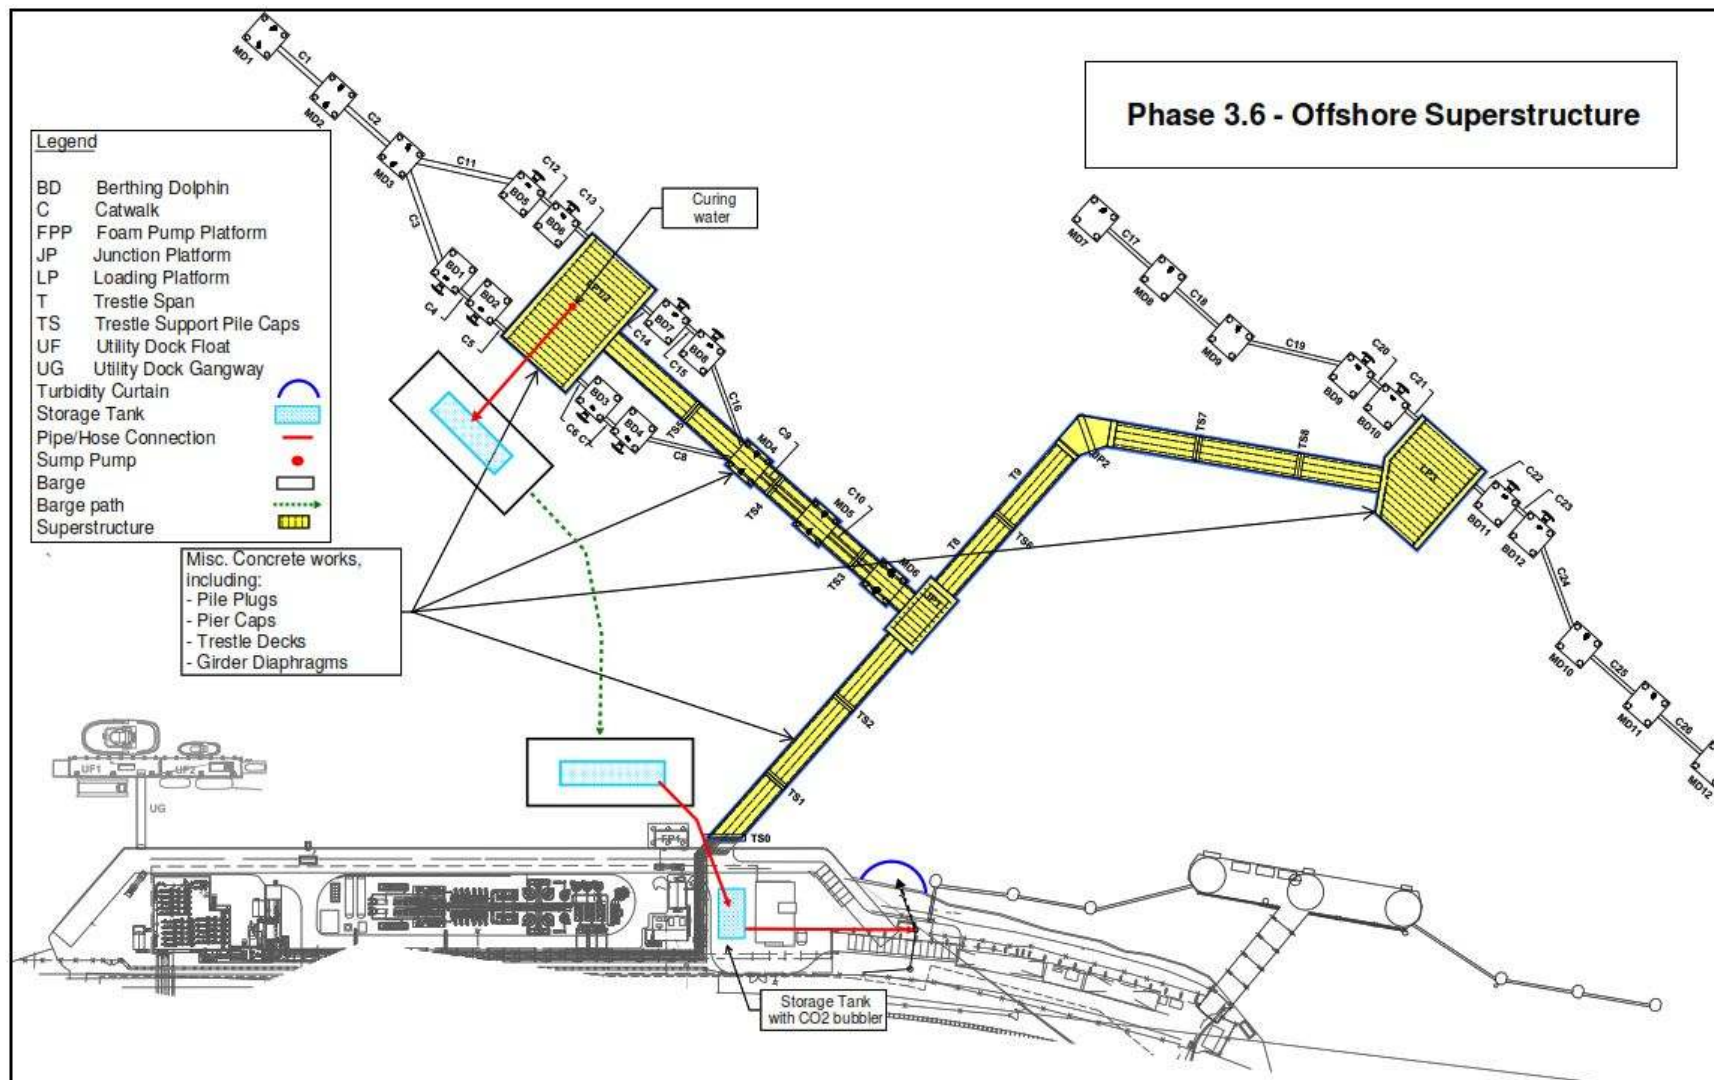 Phase 3.6 - Offshore Superstructure
Legend
BD Berthing Dolphin
C Catwalk
FPP Foam Pump Platform
JP Junction Platform
LP Loading Platform
T Trestle Span
TS Trestle Support Pile Caps
UF Utility Dock Float
UG Utility Dock Gangway
Turbidity Curtain
Storage Tank
Pipe/Hose Connection
Sump Pump
Barge
Barge path
Superstructure
Curing
water
Misc. Concrete works,
including:
- Pile Plugs
- Pier Caps
- Trestle Decks
- Girder Diaphragms
Storage Tank
with CO2 bubbler
MD1
C1
MD2
C2
MD3
C11
C3
BD5
C12
BD6
C13
BD1
C4
BD2
C5
LP1/2
BD7
C14
BD8
C15
C16
BD3
C6
C7
BD4
C8
TS5
MD4
C9
TS4
C10
MD5
TS3
MD6
JP1
T8
TS6
T9
JP2
TS7
TS8
MD7
C17
MD8
C18
MD9
C19
BD9
C20
BD10
C21
C22
BD11
C23
BD12
C24
MD10
C25
MD11
C26
MD12
TS2
TS1
TS0
UF1
UF2
UG